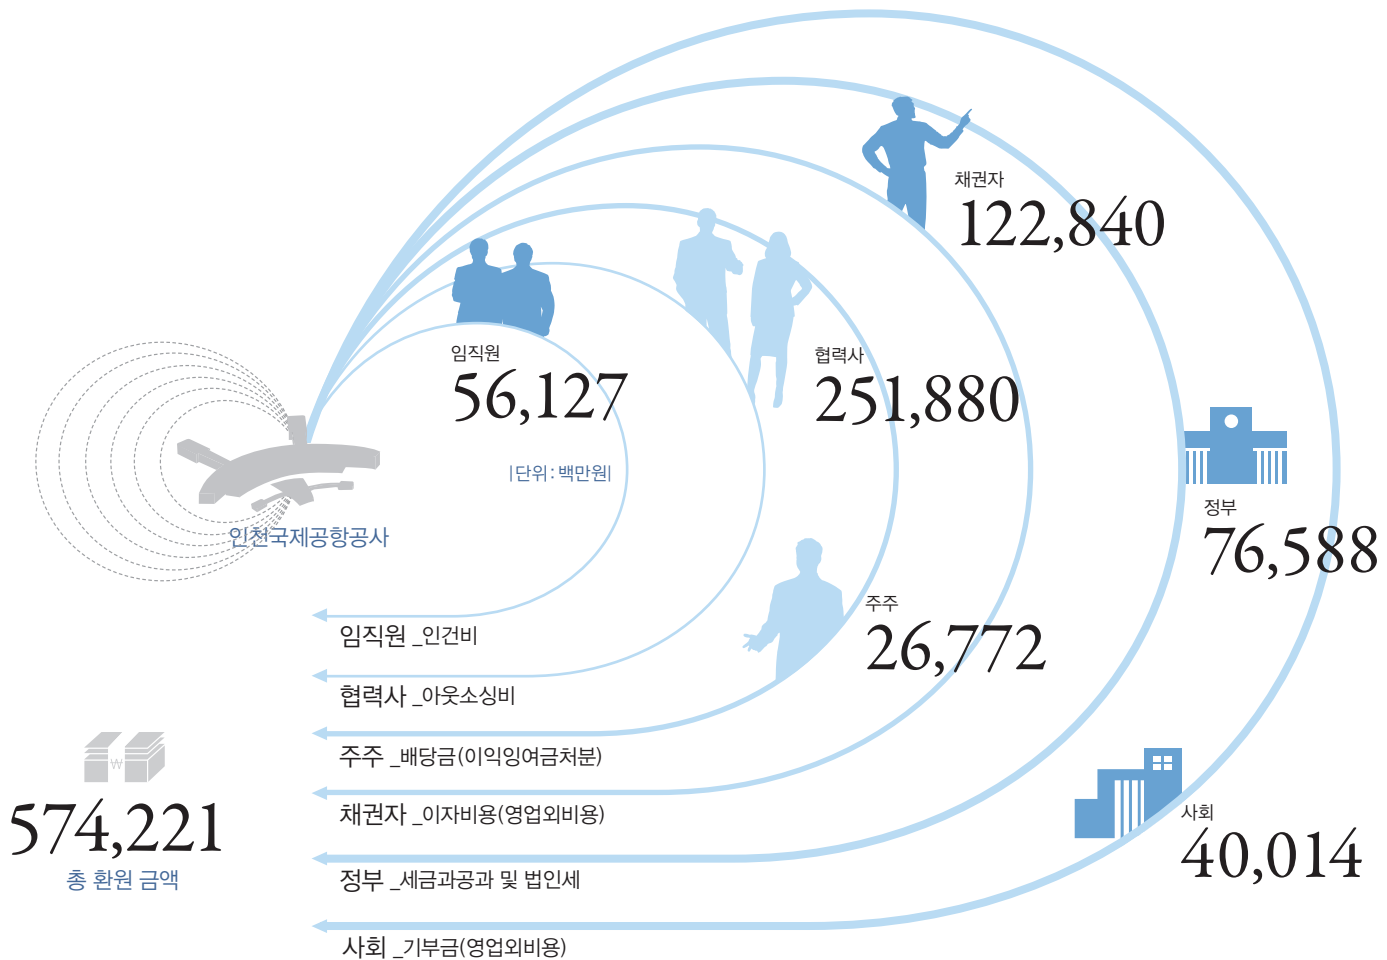 채권자
122,840
임직원
56,127
협력사
251,880
|단위: 백만원|
정부
76,588
인천국제공항공사
주주
26,772
임직원 _인건비
협력사 _아웃소싱비
주주 _배당금(이익잉여금처분)
채권자 _이자비용(영업외비용)
정부 _세금과공과 및 법인세
사회 _기부금(영업외비용)
₩
574,221
총 환원 금액
사회
40,014